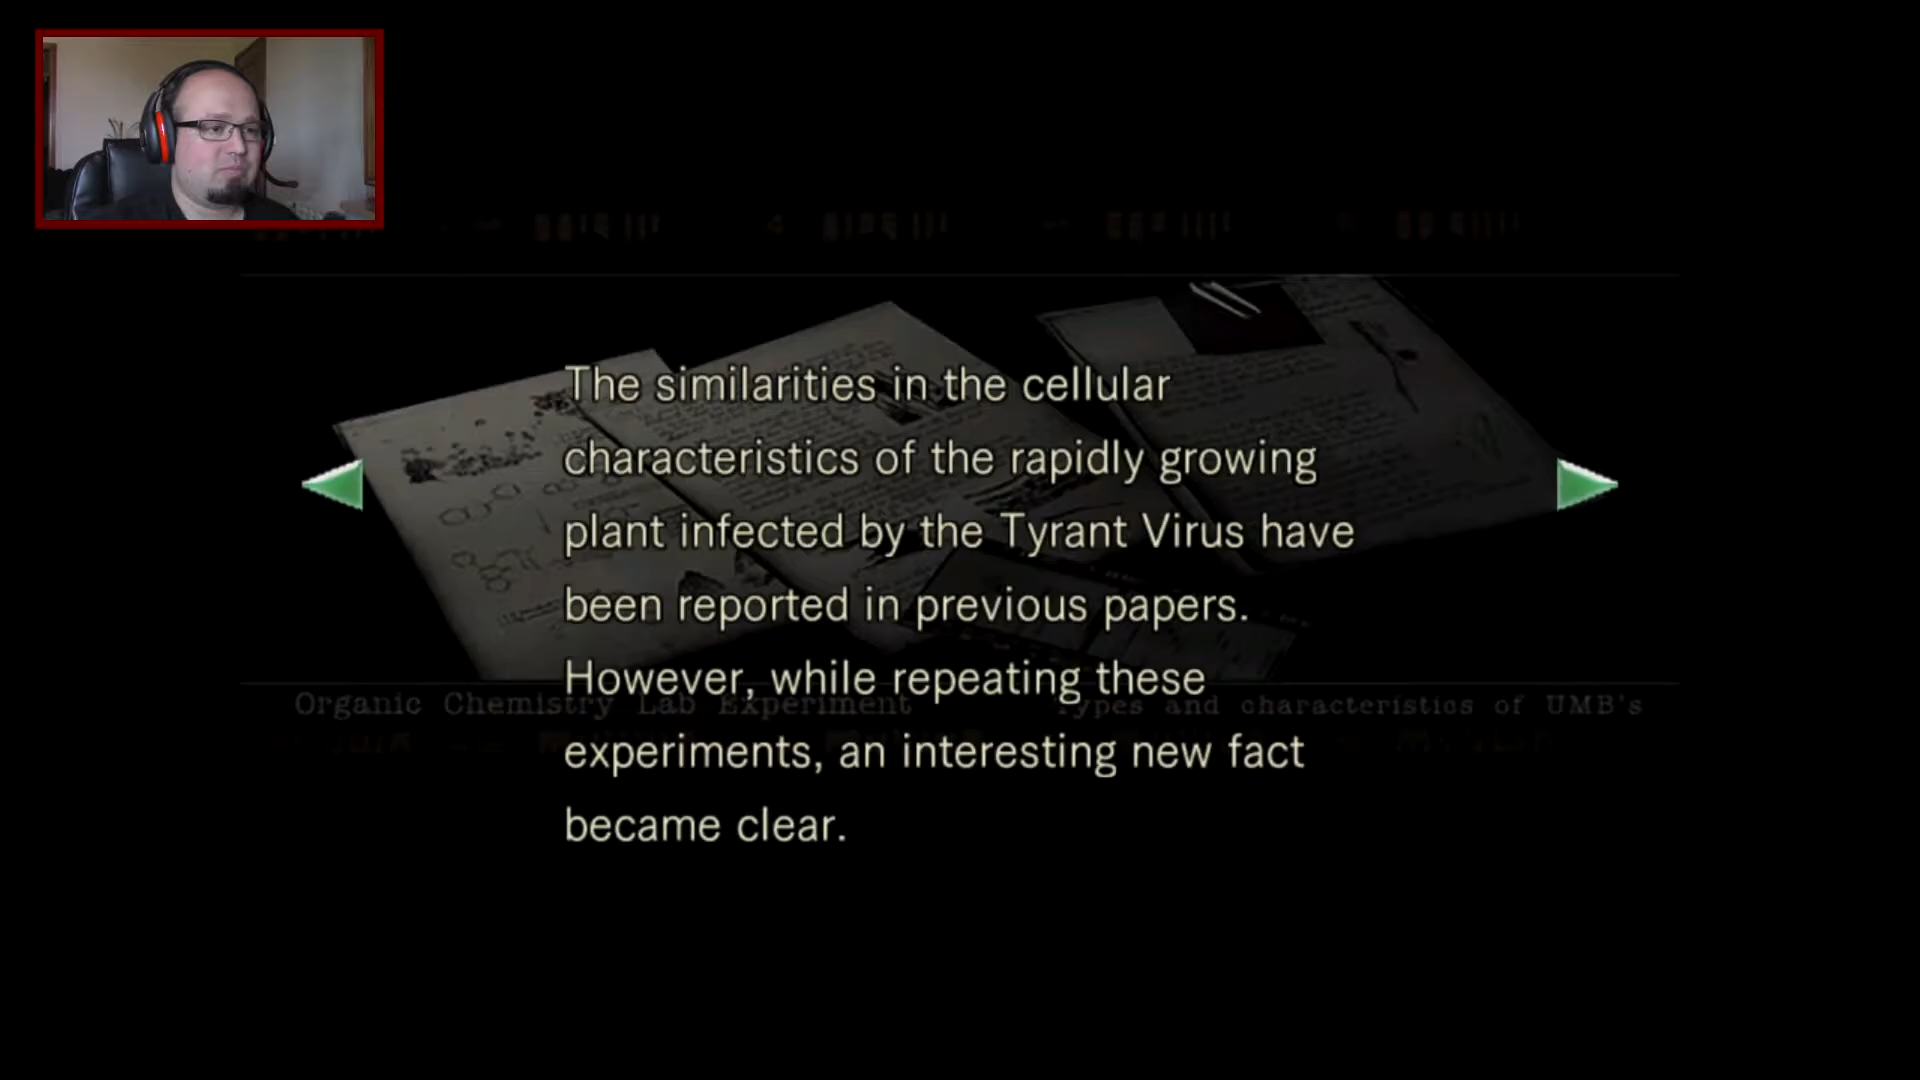 The similarities in the cellular
characteristics of the rapidly growing
plant infected by the Tyrant Virus have
been reported in previous papers.
However, while repeating these
Organic Chemistry Lab Experiment Types and characteristics of UMB's
experiments, an interesting new fact
became clear.